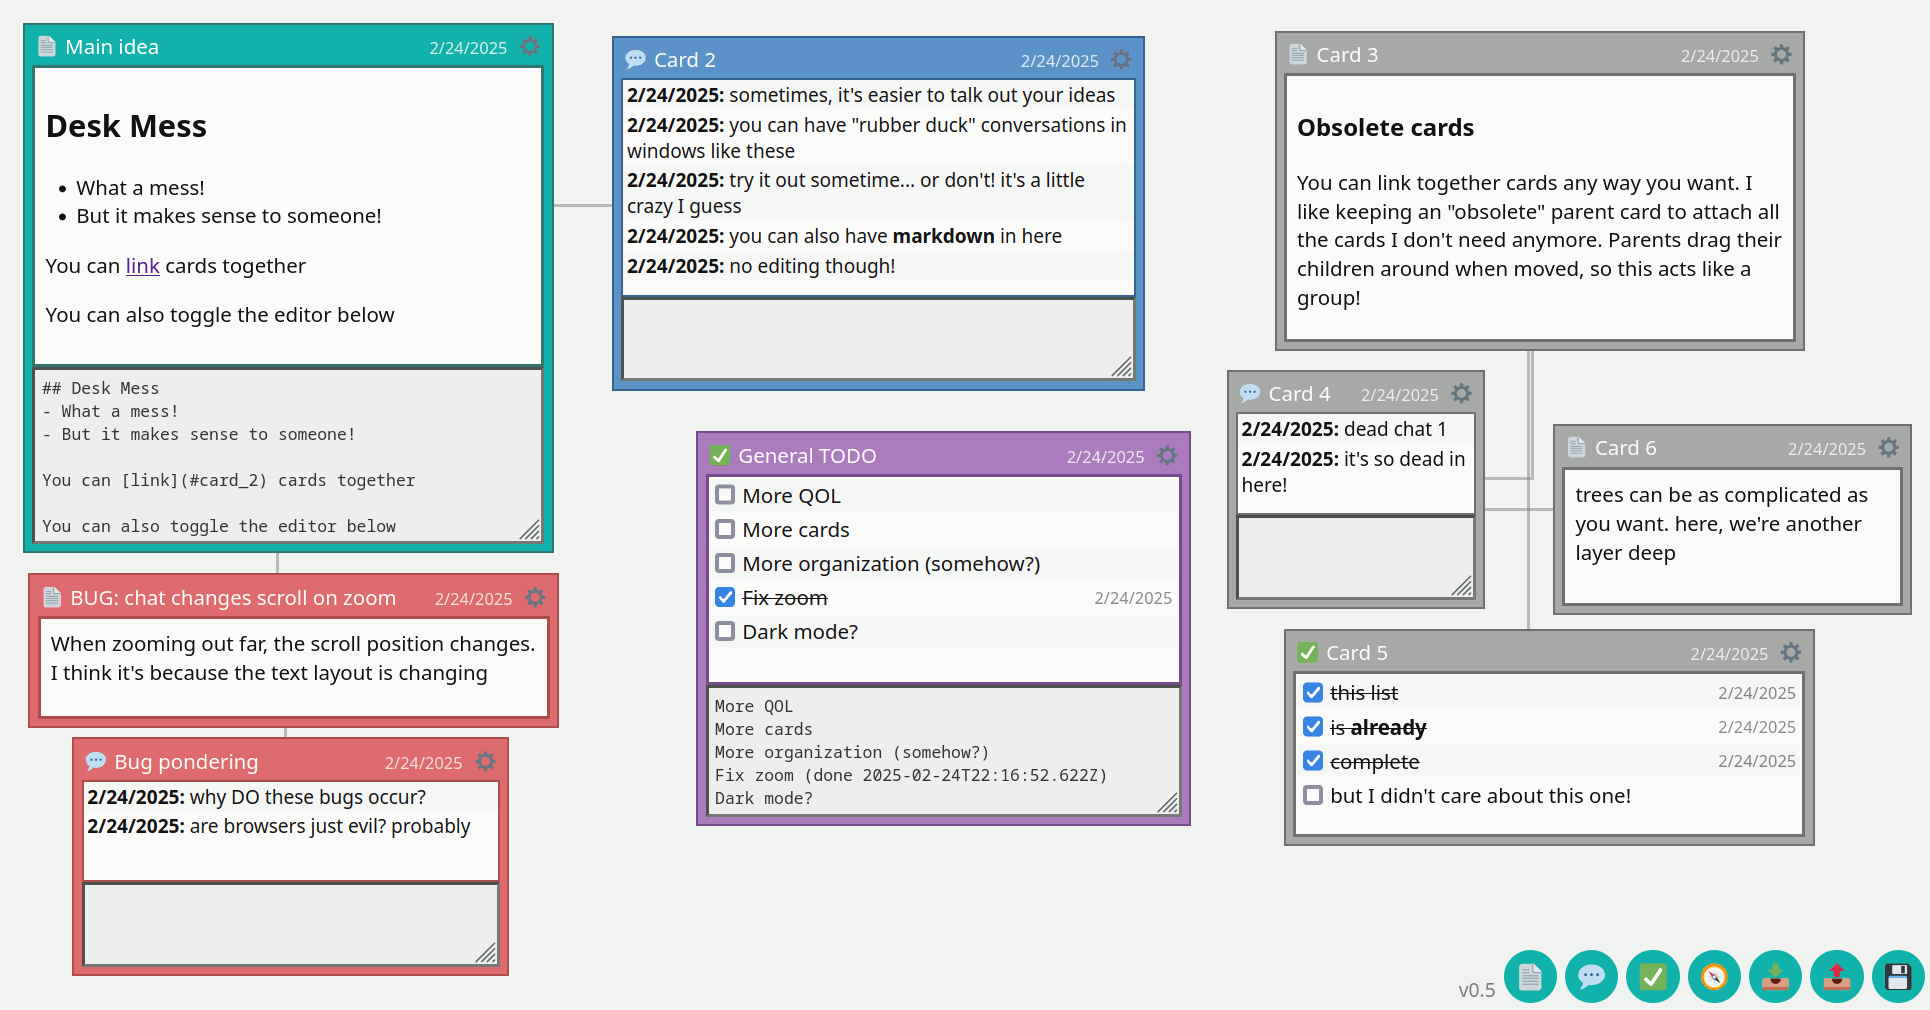 Main idea 2/24/2025
Desk Mess
• What a mess!
• But it makes sense to someone!
You can link cards together
You can also toggle the editor below
## Desk Mess
- What a mess!
- But it makes sense to someone!
You can [link](#card_2) cards together
You can also toggle the editor below
BUG: chat changes scroll on zoom 2/24/2025
When zooming out far, the scroll position changes.
I think it's because the text layout is changing
Bug pondering 2/24/2025
2/24/2025: why DO these bugs occur?
2/24/2025: are browsers just evil? probably
Card 2 2/24/2025
2/24/2025: sometimes, it's easier to talk out your ideas
2/24/2025: you can have "rubber duck" conversations in
windows like these
2/24/2025: try it out sometime... or don't! it's a little
crazy I guess
2/24/2025: you can also have markdown in here
2/24/2025: no editing though!
General TODO 2/24/2025
More QOL
More cards
More organization (somehow?)
Fix zoom 2/24/2025
Dark mode?
More QOL
More cards
More organization (somehow?)
Fix zoom (done 2025-02-24T22:16:52.622Z)
Dark mode?
Card 3 2/24/2025
Obsolete cards
You can link together cards any way you want. I
like keeping an "obsolete" parent card to attach all
the cards I don't need anymore. Parents drag their
children around when moved, so this acts like a
group!
Card 4 2/24/2025
2/24/2025: dead chat 1
2/24/2025: it's so dead in
here!
Card 6 2/24/2025
trees can be as complicated as
you want. here, we're another
layer deep
Card 5 2/24/2025
this list 2/24/2025
is already 2/24/2025
complete 2/24/2025
but I didn't care about this one!
v0.5